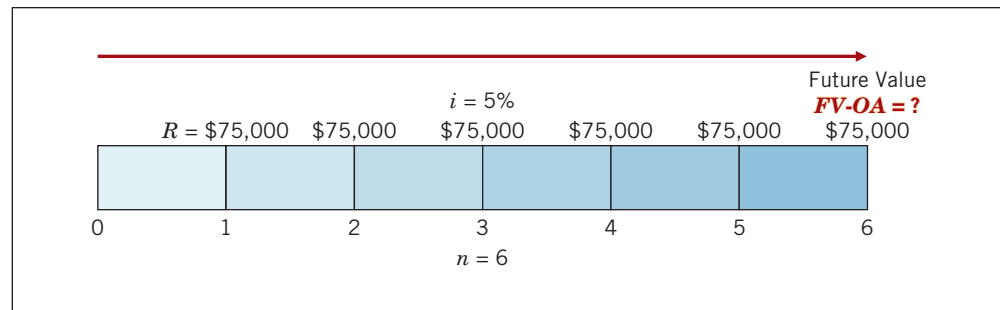 Future Value
i = 5%
FV-OA = ?
R = $75,000 $75,000 $75,000 $75,000 $75,000 $75,000
0 1 2 3 4 5 6
n = 6